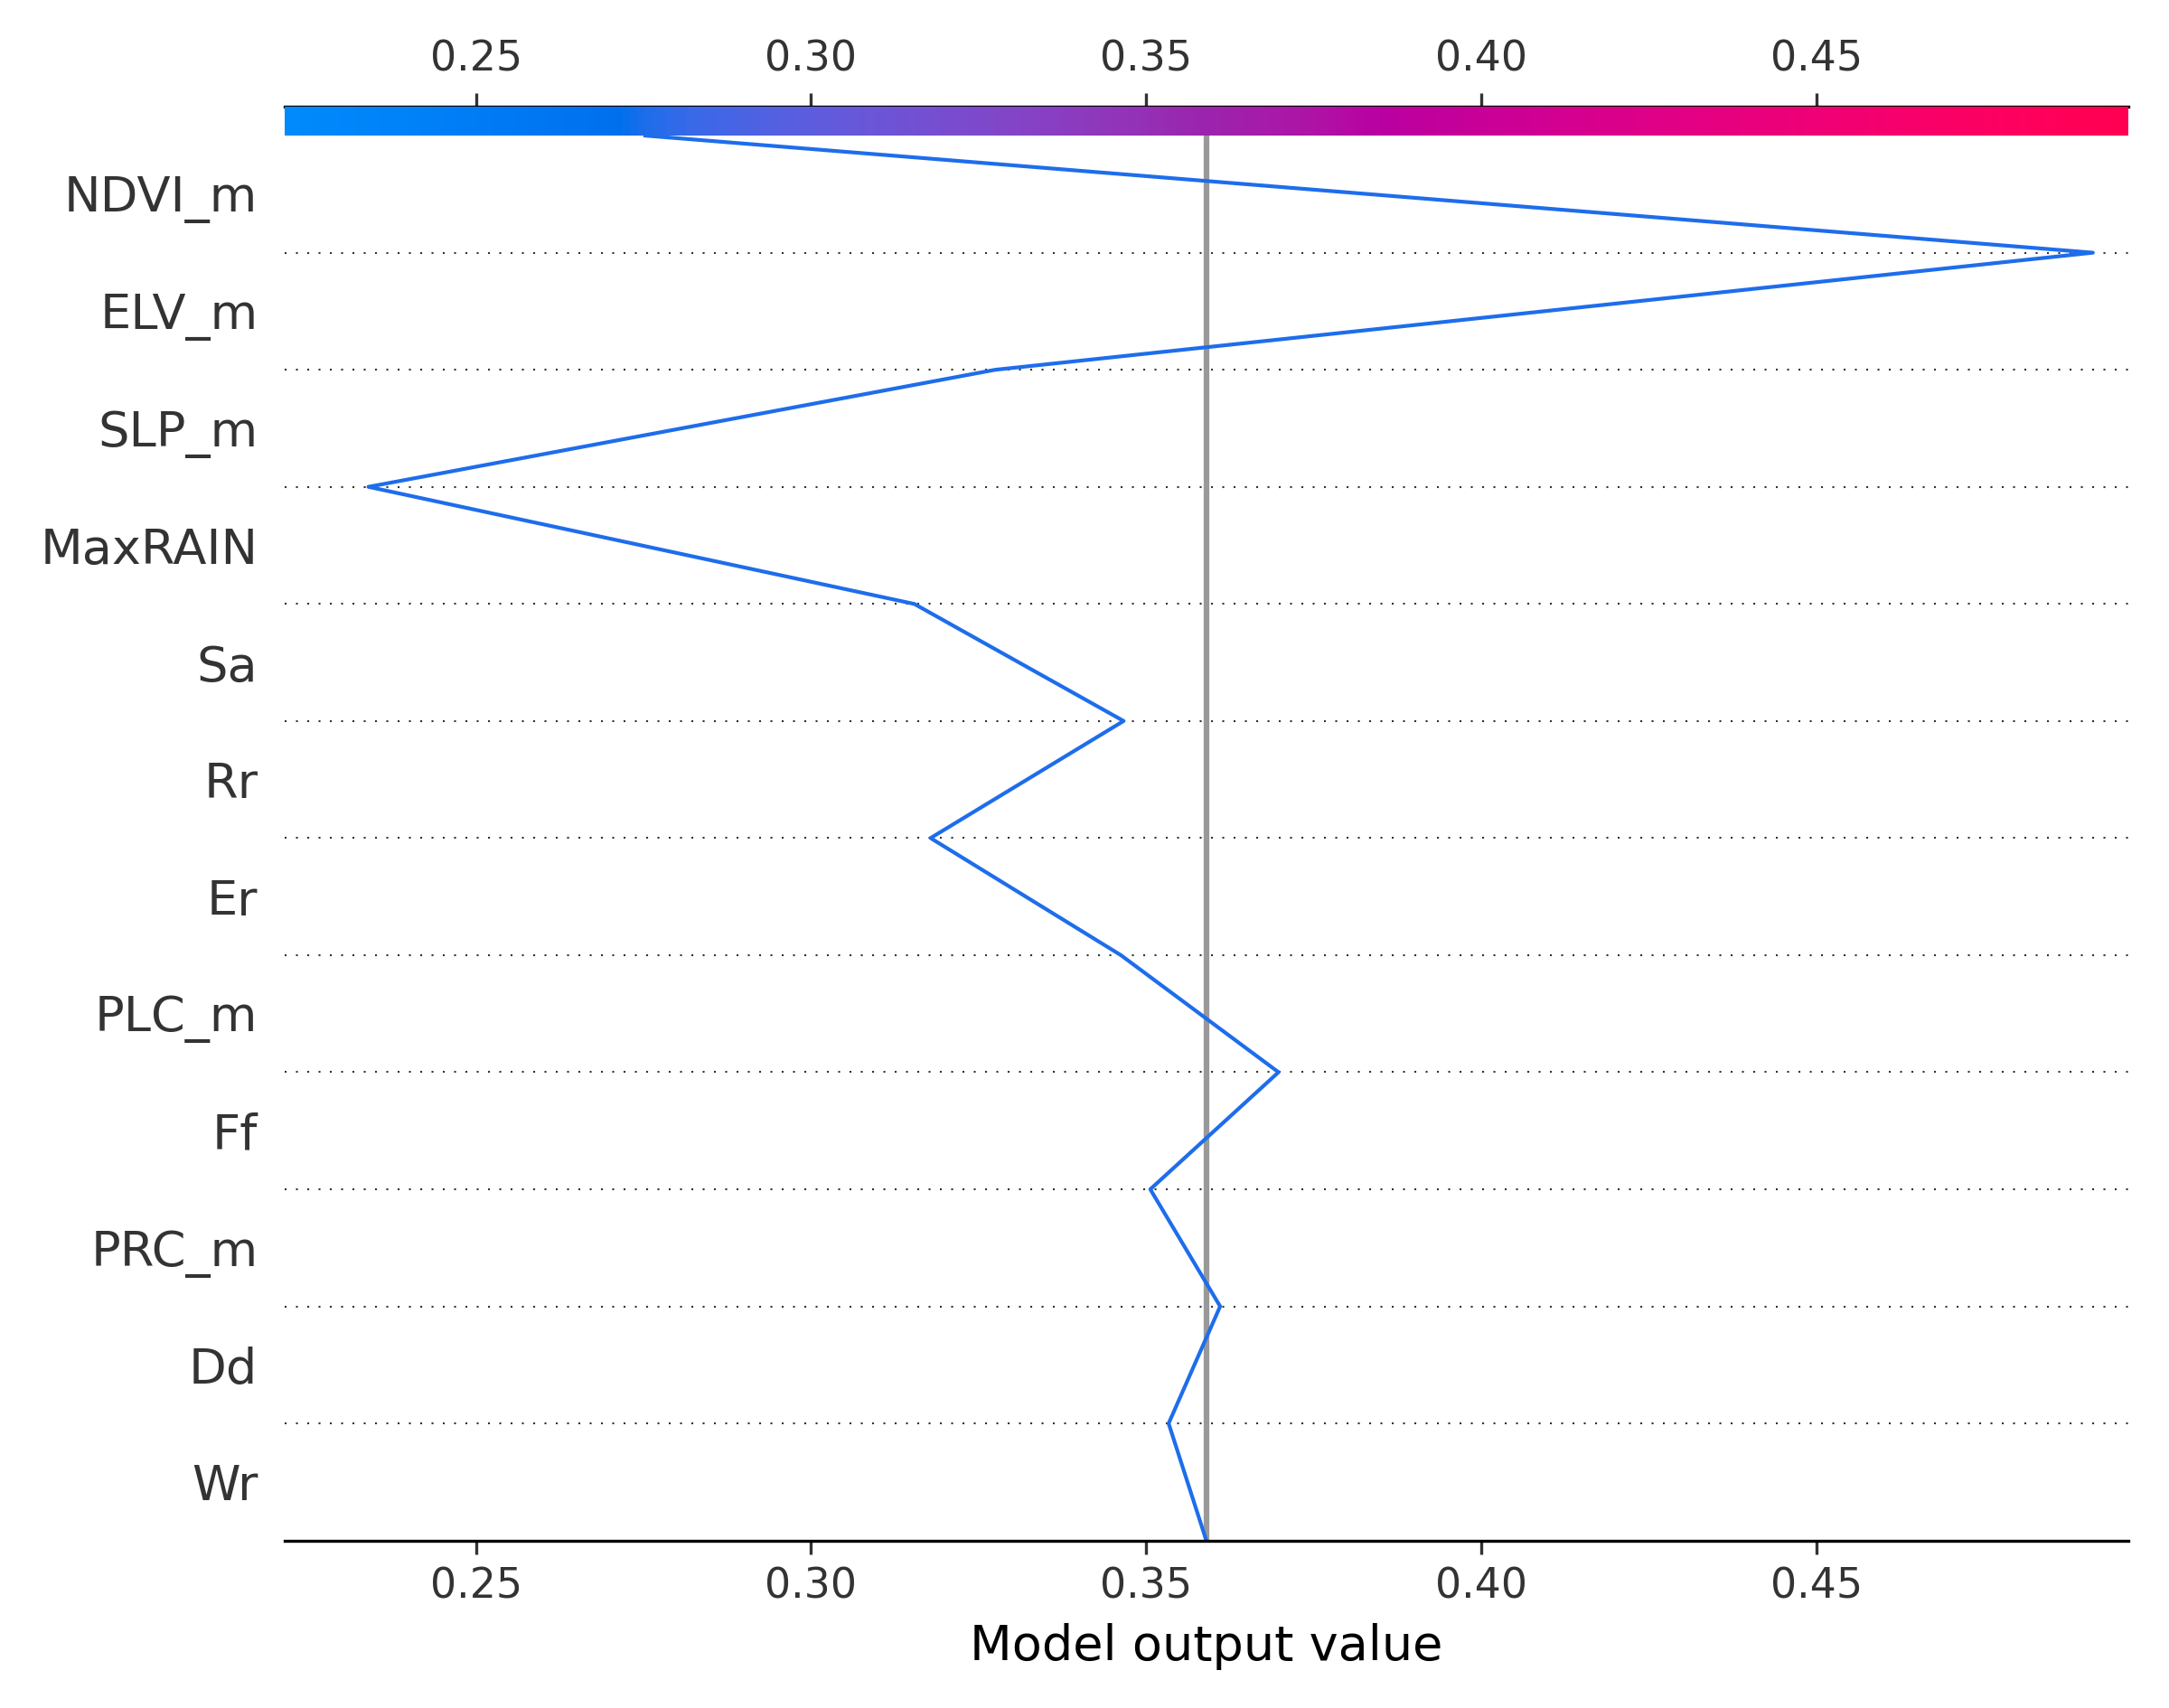 0.25 0.30 0.35 0.40 0.45
NDVI_m
ELV_m
SLP_m
MaxRAIN
Sa
Rr
Er
PLC_m
Ff
PRC_m
Dd
Wr
0.25 0.30 0.35 0.40 0.45
Model output value